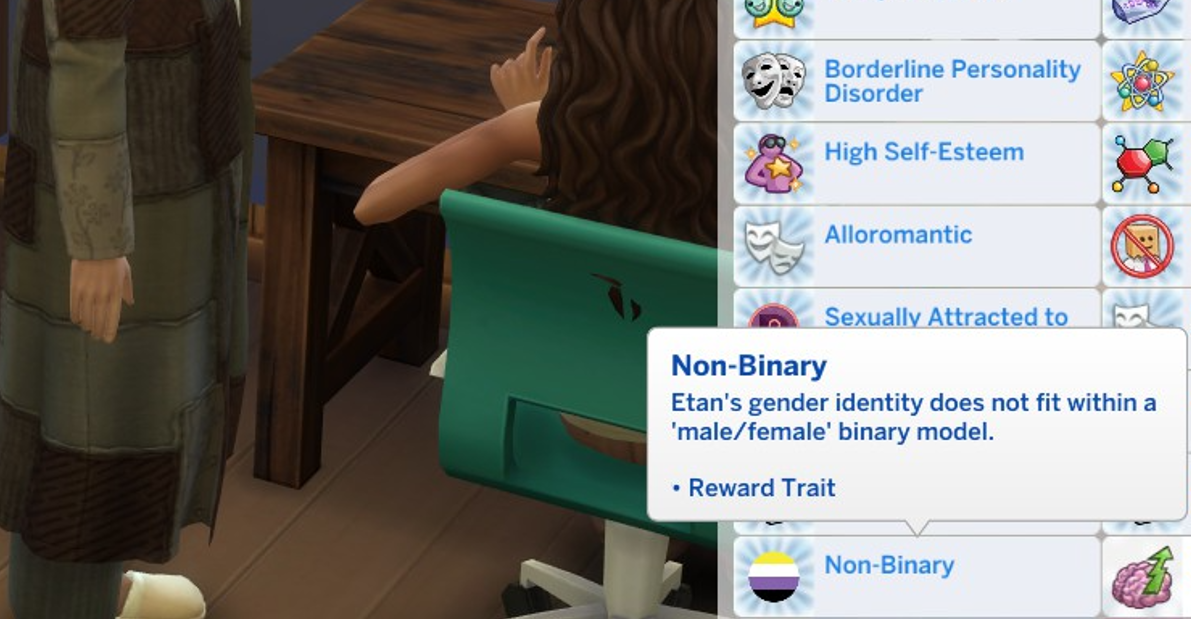 Borderline Personality
Disorder
High Self-Esteem
Alloromantic
Sexually Attracted to
Non-Binary
Etan's gender identity does not fit within a
'male/female' binary model.
• Reward Trait
Non-Binary